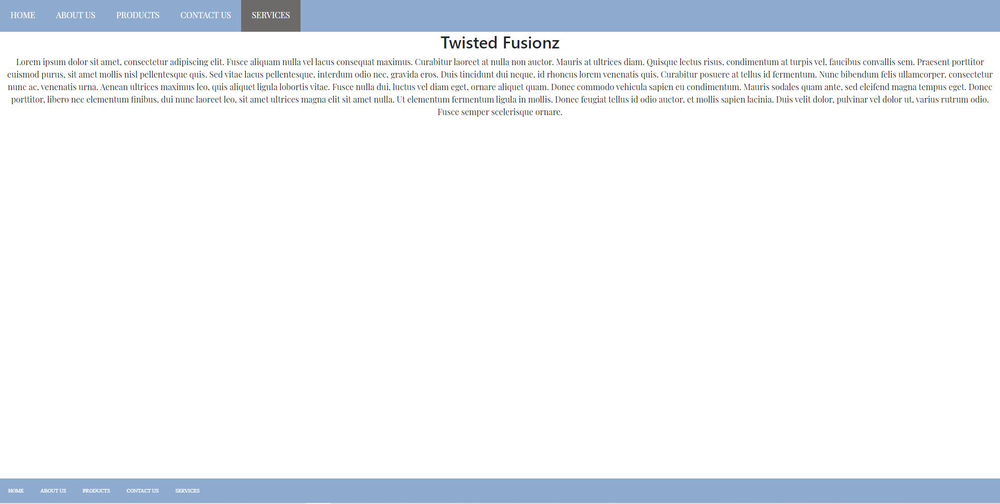 HOME ABOUT US PRODUCTS CONTACT US SERVICES
Twisted Fusionz
Lorem ipsum dolor sit amet, consectetur adipiscing elit. Fusce aliquam nulla vel lacus consequat maximus. Curabitur laoreet at nulla non auctor. Mauris at ultrices diam. Quisque lectus risus, condimentum at turpis vel, faucibus convallis sem. Praesent porttitor
euismod purus, sit amet mollis nisl pellentesque quis. Sed vitae lacus pellentesque, interdum odio nec, gravida eros. Duis tincidunt dui neque, id rhoncus lorem venenatis quis. Curabitur posuere at tellus id fermentum. Nunc bibendum felis ullamcorper, consectetur
nunc ac, venenatis urna. Aenean ultrices maximus leo, quis aliquet ligula lobortis vitae. Fusce nulla dui, luctus vel diam eget, ornare aliquet quam. Donec commodo vehicula sapien eu condimentum. Mauris sodales quam ante, sed eleifend magna tempus eget. Donec
porttitor, libero nec elementum finibus, dui nunc laoreet leo, sit amet ultrices magna elit sit amet nulla. Ut elementum fermentum ligula in mollis. Donec feugiat tellus id odio auctor, et mollis sapien lacinia. Duis velit dolor, pulvinar vel dolor ut, varius rutrum odio.
Fusce semper scelerisque ornare.
HOME ABOUT US PRODUCTS CONTACT US SERVICES